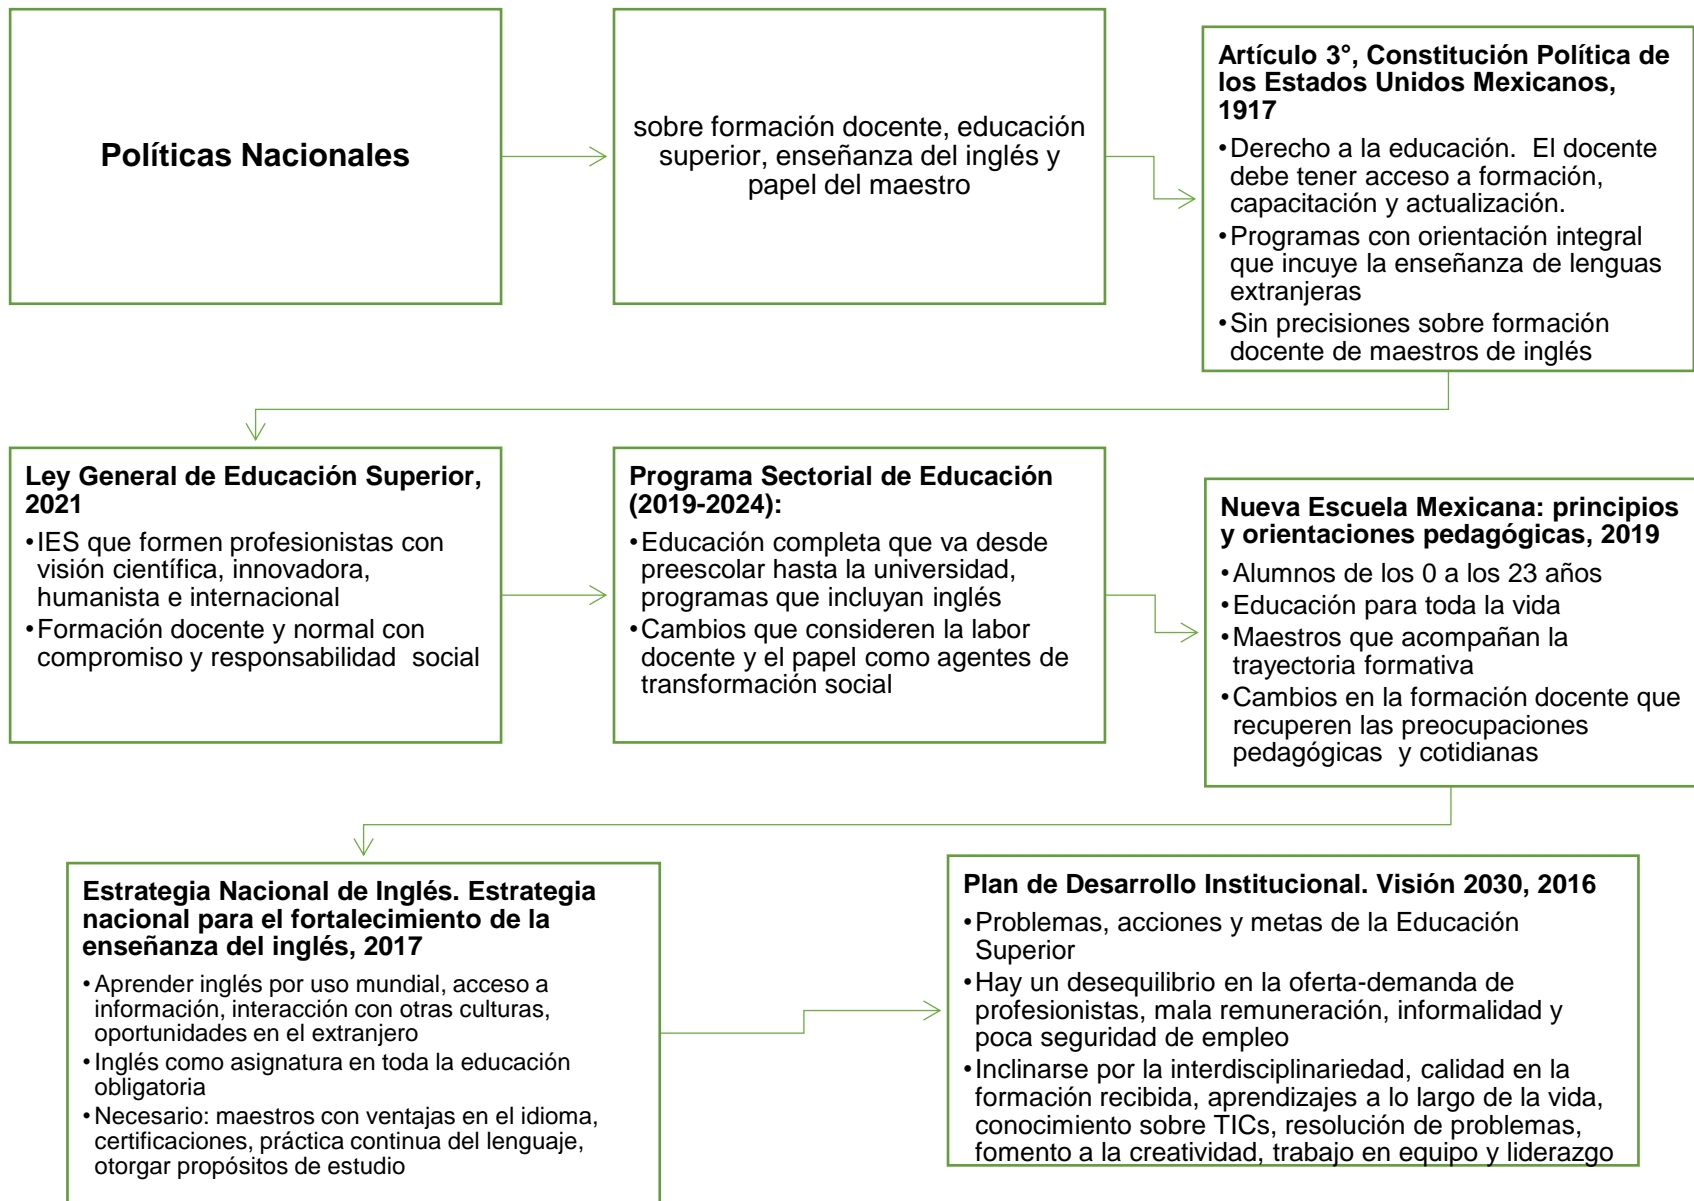 Políticas Nacionales
sobre formación docente, educación
superior, enseñanza del inglés y
papel del maestro
Artículo 3°, Constitución Política de
los Estados Unidos Mexicanos,
1917
•Derecho a la educación.  El docente
debe tener acceso a formación,
capacitación y actualización.
•Programas con orientación integral
que incuye la enseñanza de lenguas
extranjeras
•Sin precisiones sobre formación
docente de maestros de inglés
Ley General de Educación Superior,
2021
•IES que formen profesionistas con
visión científica, innovadora,
humanista e internacional
•Formación docente y normal con
compromiso y responsabilidad  social
Programa Sectorial de Educación
(2019-2024):
•Educación completa que va desde
preescolar hasta la universidad,
programas que incluyan inglés
•Cambios que consideren la labor
docente y el papel como agentes de
transformación social
Nueva Escuela Mexicana: principios
y orientaciones pedagógicas, 2019
•Alumnos de los 0 a los 23 años
•Educación para toda la vida
•Maestros que acompañan la
trayectoria formativa
•Cambios en la formación docente que
recuperen las preocupaciones
pedagógicas  y cotidianas
Estrategia Nacional de Inglés. Estrategia
nacional para el fortalecimiento de la
enseñanza del inglés, 2017
•Aprender inglés por uso mundial, acceso a
información, interacción con otras culturas,
oportunidades en el extranjero
•Inglés como asignatura en toda la educación
obligatoria
•Necesario: maestros con ventajas en el idioma,
certificaciones, práctica continua del lenguaje,
otorgar propósitos de estudio
Plan de Desarrollo Institucional. Visión 2030, 2016
•Problemas, acciones y metas de la Educación
Superior
•Hay un desequilibrio en la oferta-demanda de
profesionistas, mala remuneración, informalidad y
poca seguridad de empleo
•Inclinarse por la interdisciplinariedad, calidad en la
formación recibida, aprendizajes a lo largo de la vida,
conocimiento sobre TICs, resolución de problemas,
fomento a la creatividad, trabajo en equipo y liderazgo